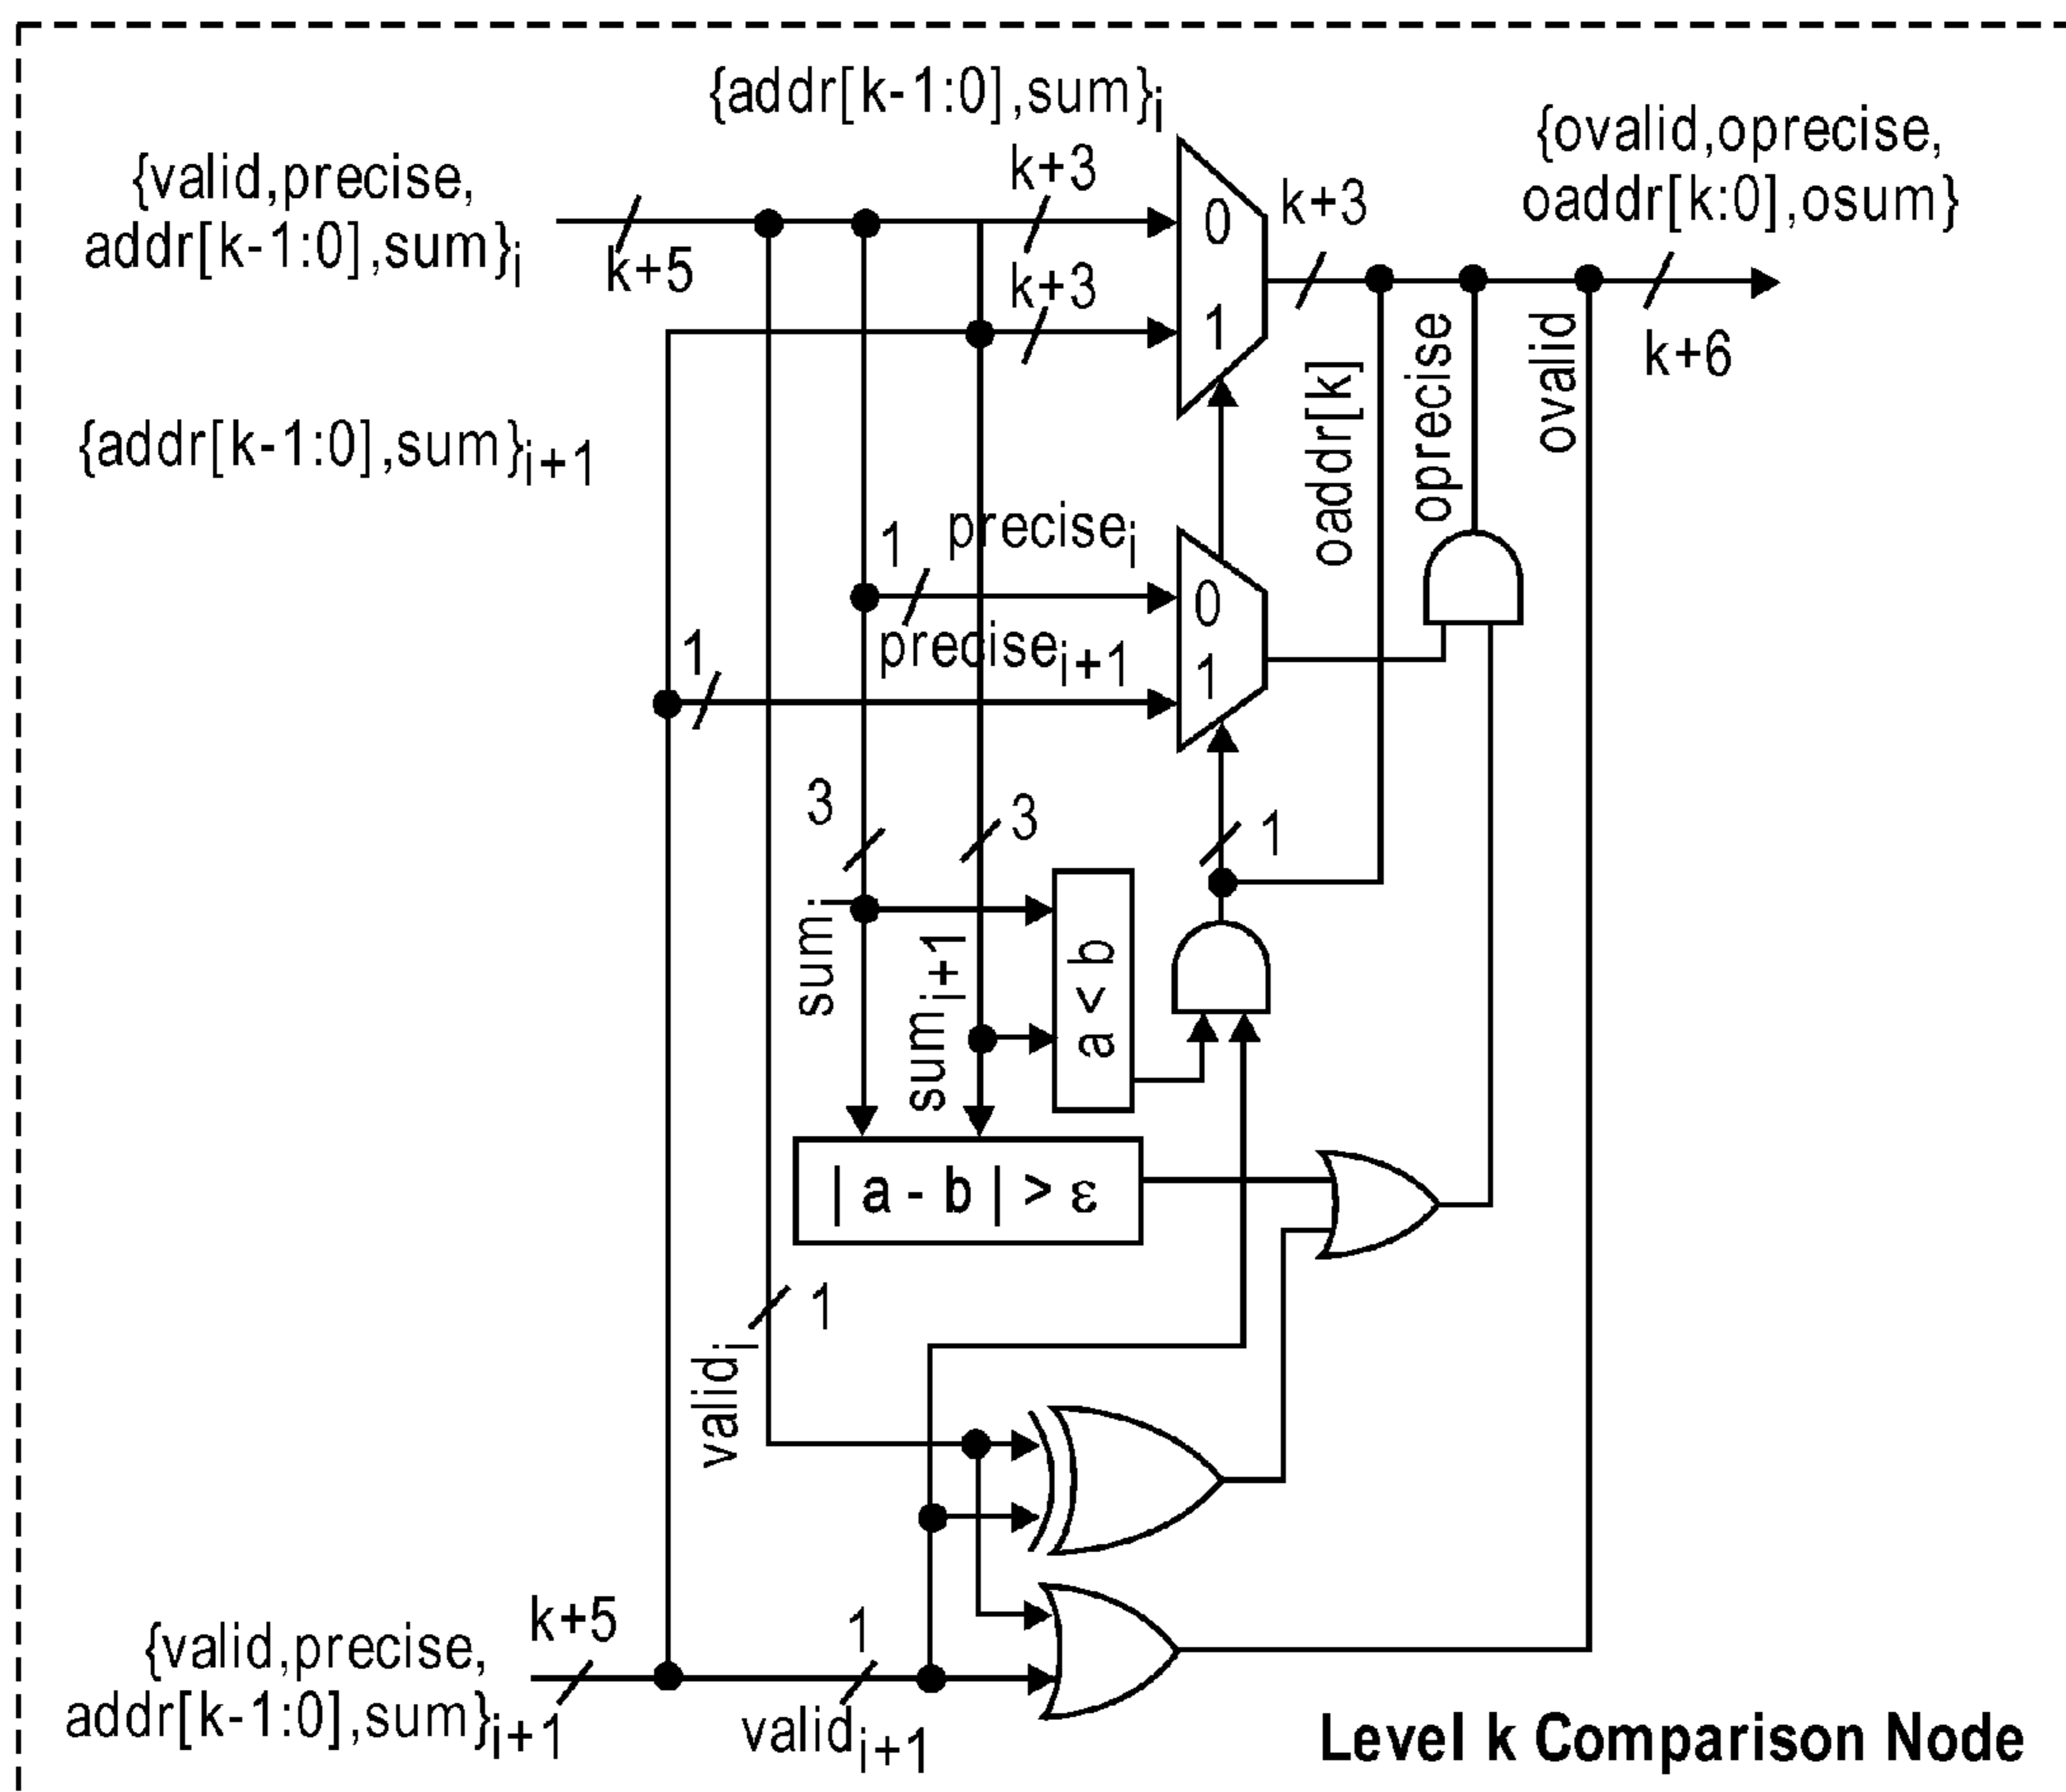 {addr[k-1:0],sum}i
{valid,precise,
addr[k-1:0],sum}i
k+5
k+3
k+3
0
1
k+3
{ovalid,oprecise,
oaddr[k:0],osum}
k+6
{addr[k-1:0],sum}i+1
oaddr[k]
oprecise
ovalid
1
precisei
precisei+1
1
0
1
3
3
1
sumi
sumi+1
a < b
| a - b | > ε
1
validi
k+5
{valid,precise,
addr[k-1:0],sum}i+1
1
validi+1
Level k Comparison Node